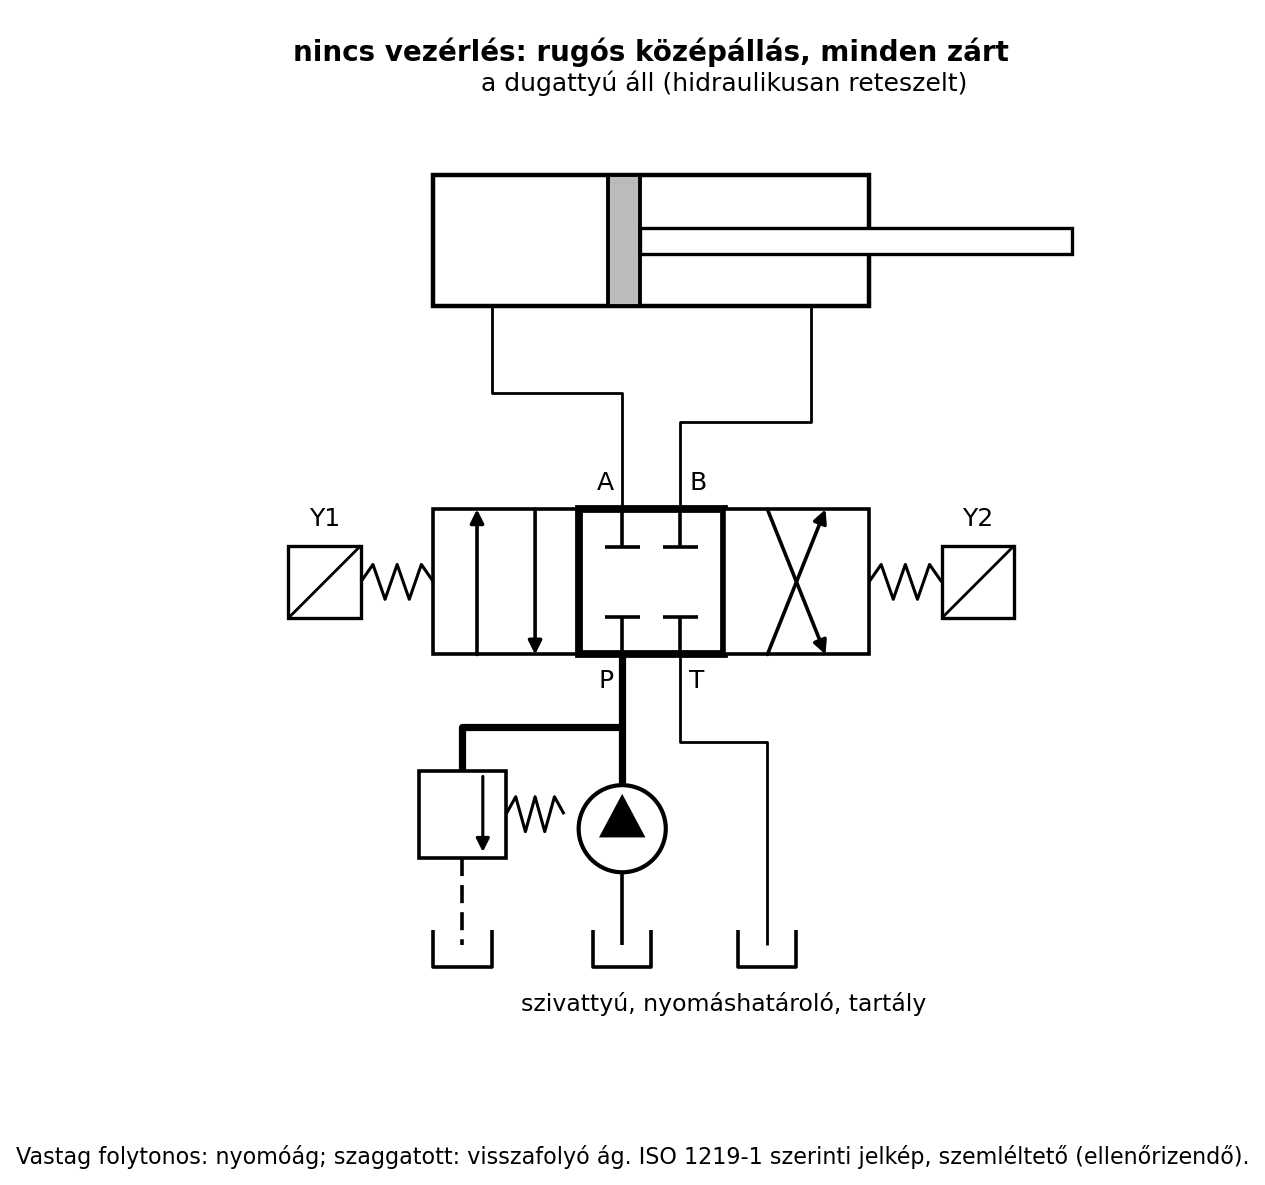 nincs vezérlés: rugós középállás, minden zárt
a dugattyú áll (hidraulikusan reteszelt)
A
B
Y1
Y2
P
T
szivattyú, nyomáshatároló, tartály
Vastag folytonos: nyomóág; szaggatott: visszafolyó ág. ISO 1219-1 szerinti jelkép, szemléltető (ellenőrizendő).